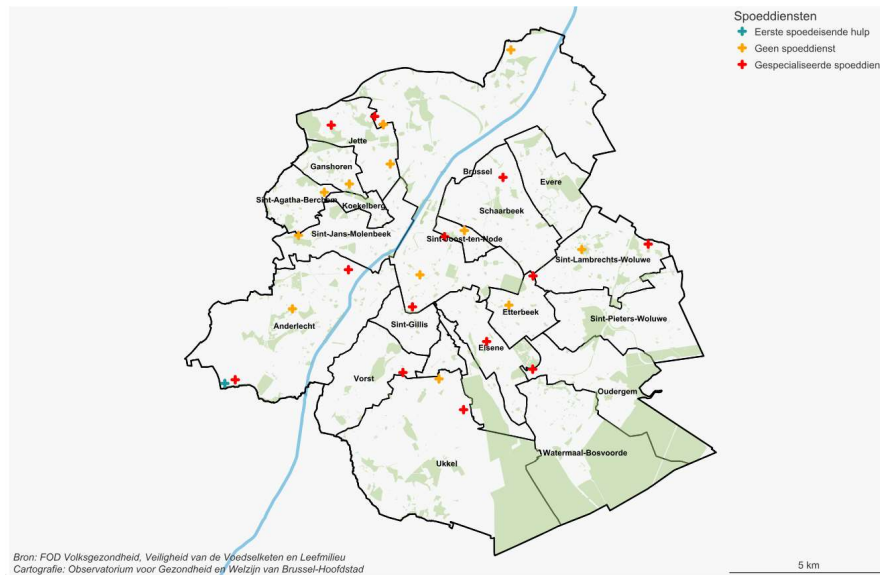 Spoeddiensten
Eerste spoedeisende hulp
Geen spoeddienst
Gespecialiseerde spoeddien
Jette
Ganshoren
Brussel
Evere
Sint-Agatha-Berchem
Koekelberg
Schaarbeek
Sint-Jans-Molenbeek
Sint-Joost-ten-Node
Sint-Lambrechts-Woluwe
Etterbeek
Sint-Pieters-Woluwe
Anderlecht
Sint-Gillis
Elsene
Vorst
Oudergem
Watermaal-Bosvoorde
Ukkel
Bron: FOD Volksgezondheid, Veiligheid van de Voedselketen en Leefmilieu
Cartografie: Observatorium voor Gezondheid en Welzijn van Brussel-Hoofdstad
5 km